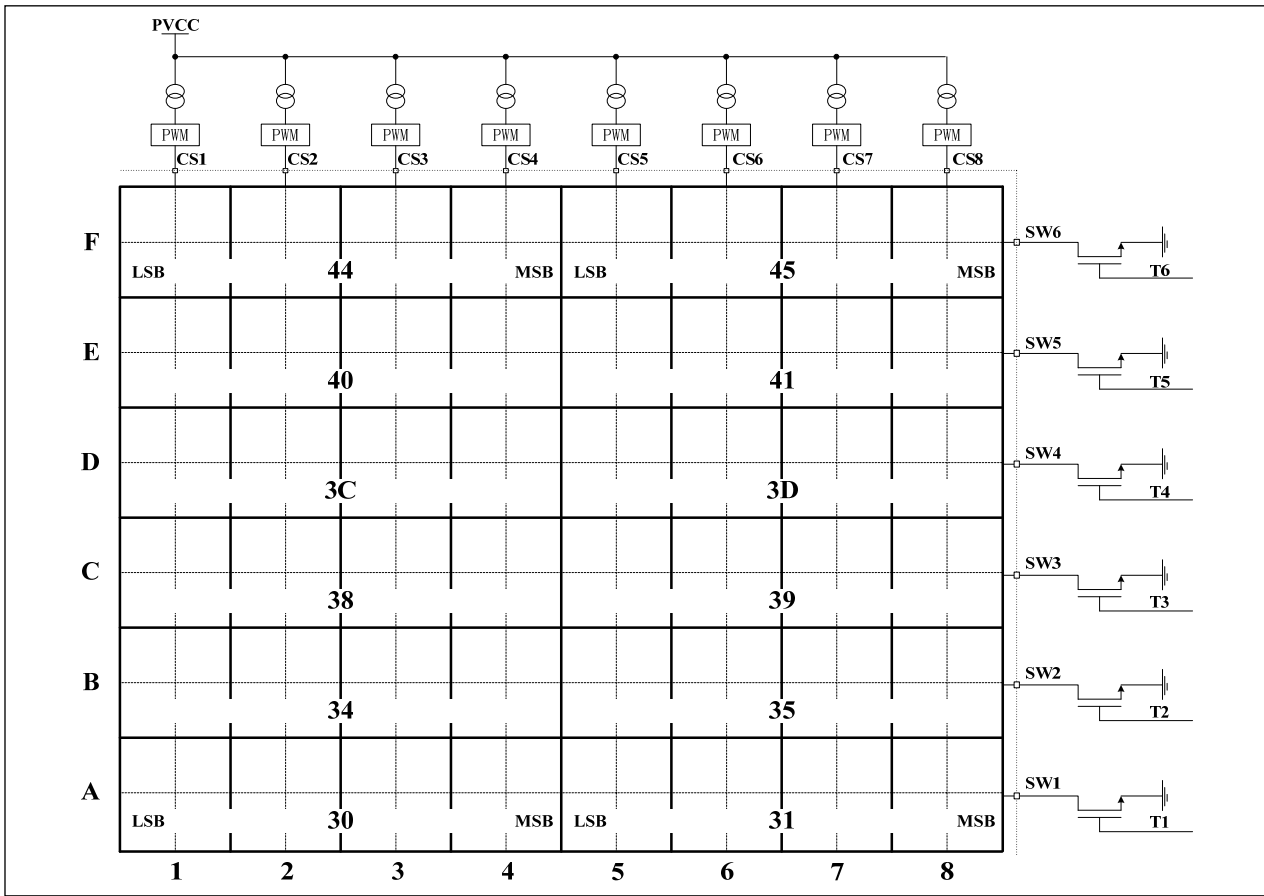 PVCC
PWM PWM PWM PWM PWM PWM PWM PWM
CS1 CS2 CS3 CS4 CS5 CS6 CS7 CS8
F SW6
LSB 44 MSB LSB 45 MSB T6
E SW5
40 41 T5
D SW4
3C 3D T4
C SW3
38 39 T3
B SW2
34 35 T2
A SW1
LSB 30 MSB LSB 31 MSB T1
1 2 3 4 5 6 7 8